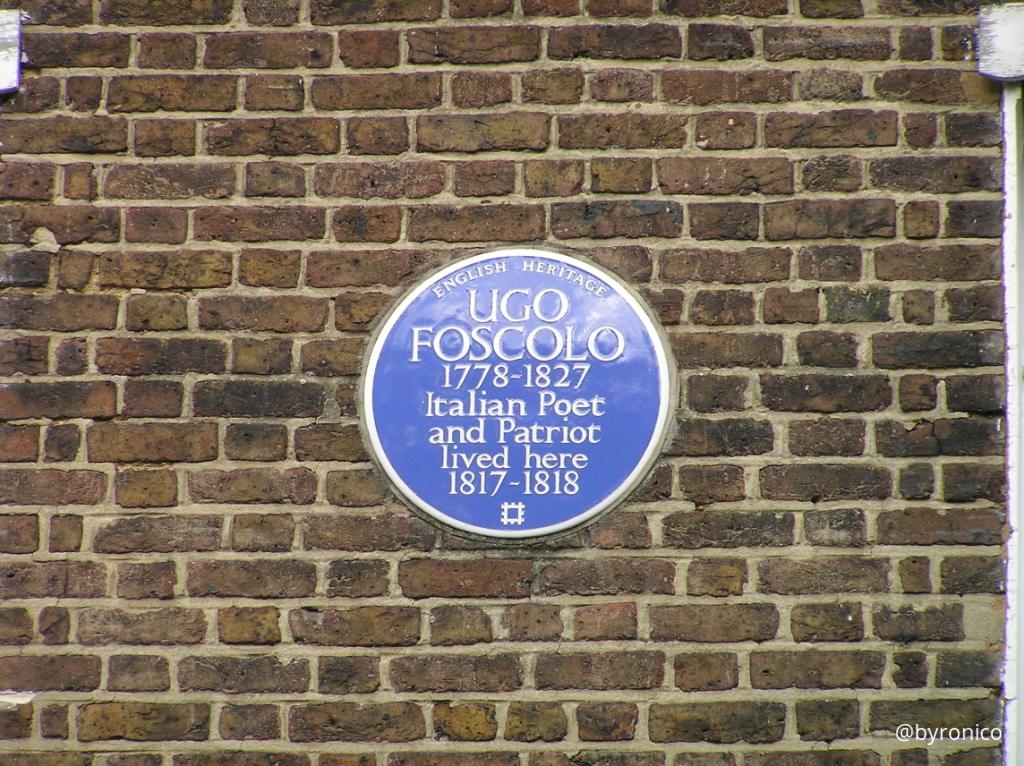 ENGLISH HERITAGE
UGO
FOSCOLO
1778-1827
Italian Poet
and Patriot
lived here
1817-1818
@byronico